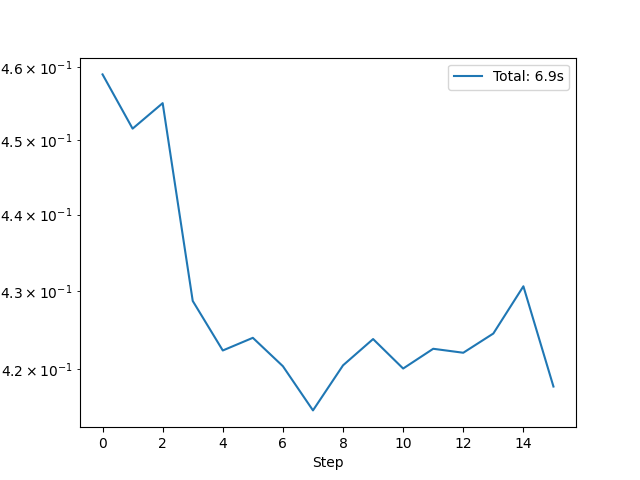 Total: 6.9s
4.6 × 10⁻¹
4.5 × 10⁻¹
4.4 × 10⁻¹
4.3 × 10⁻¹
4.2 × 10⁻¹
0 2 4 6 8 10 12 14
Step